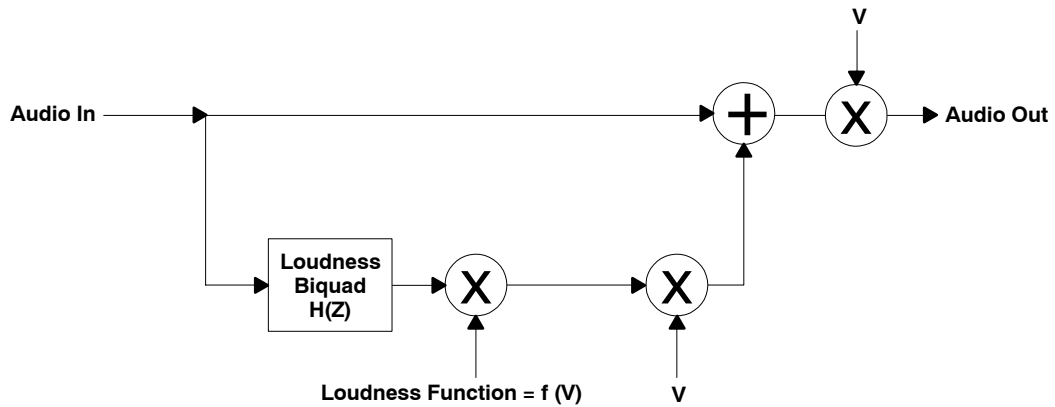 V
Audio In
+
X
Audio Out
Loudness
Biquad
H(Z)
X
X
Loudness Function = f (V)
V